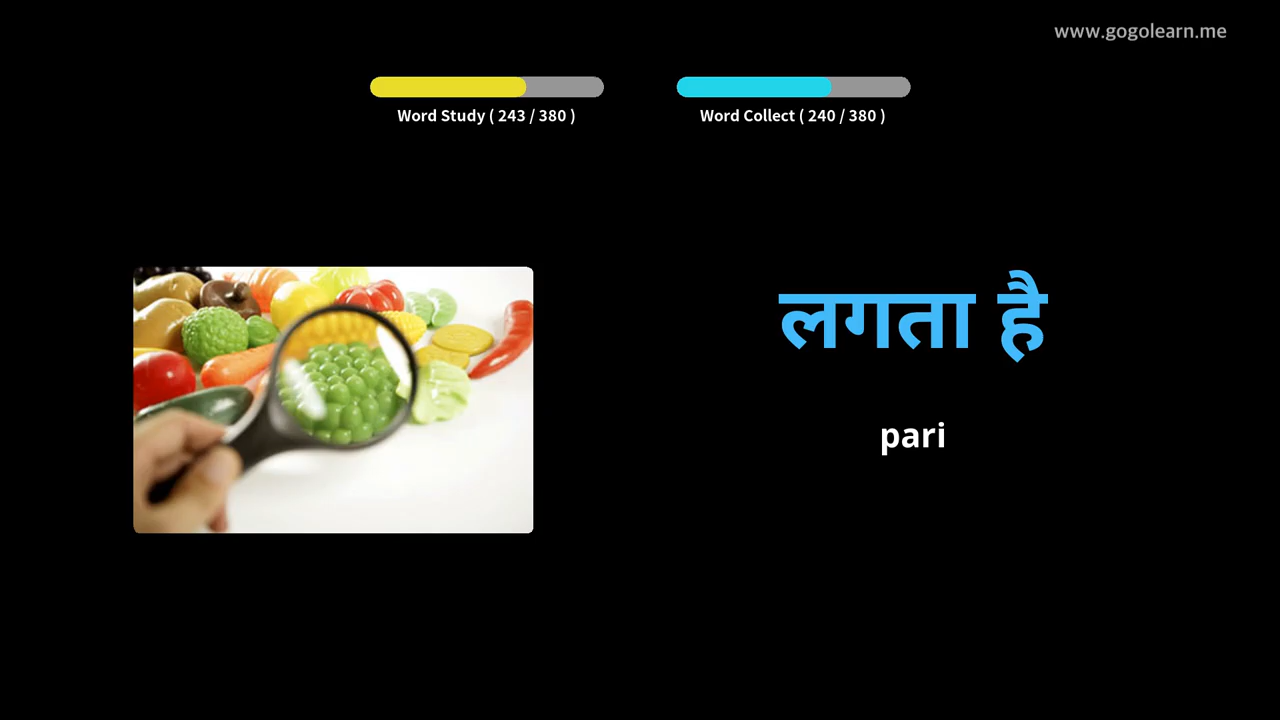 www.gogolearn.me
Word Study ( 243 / 380 )
Word Collect ( 240 / 380 )
लगता है
pari